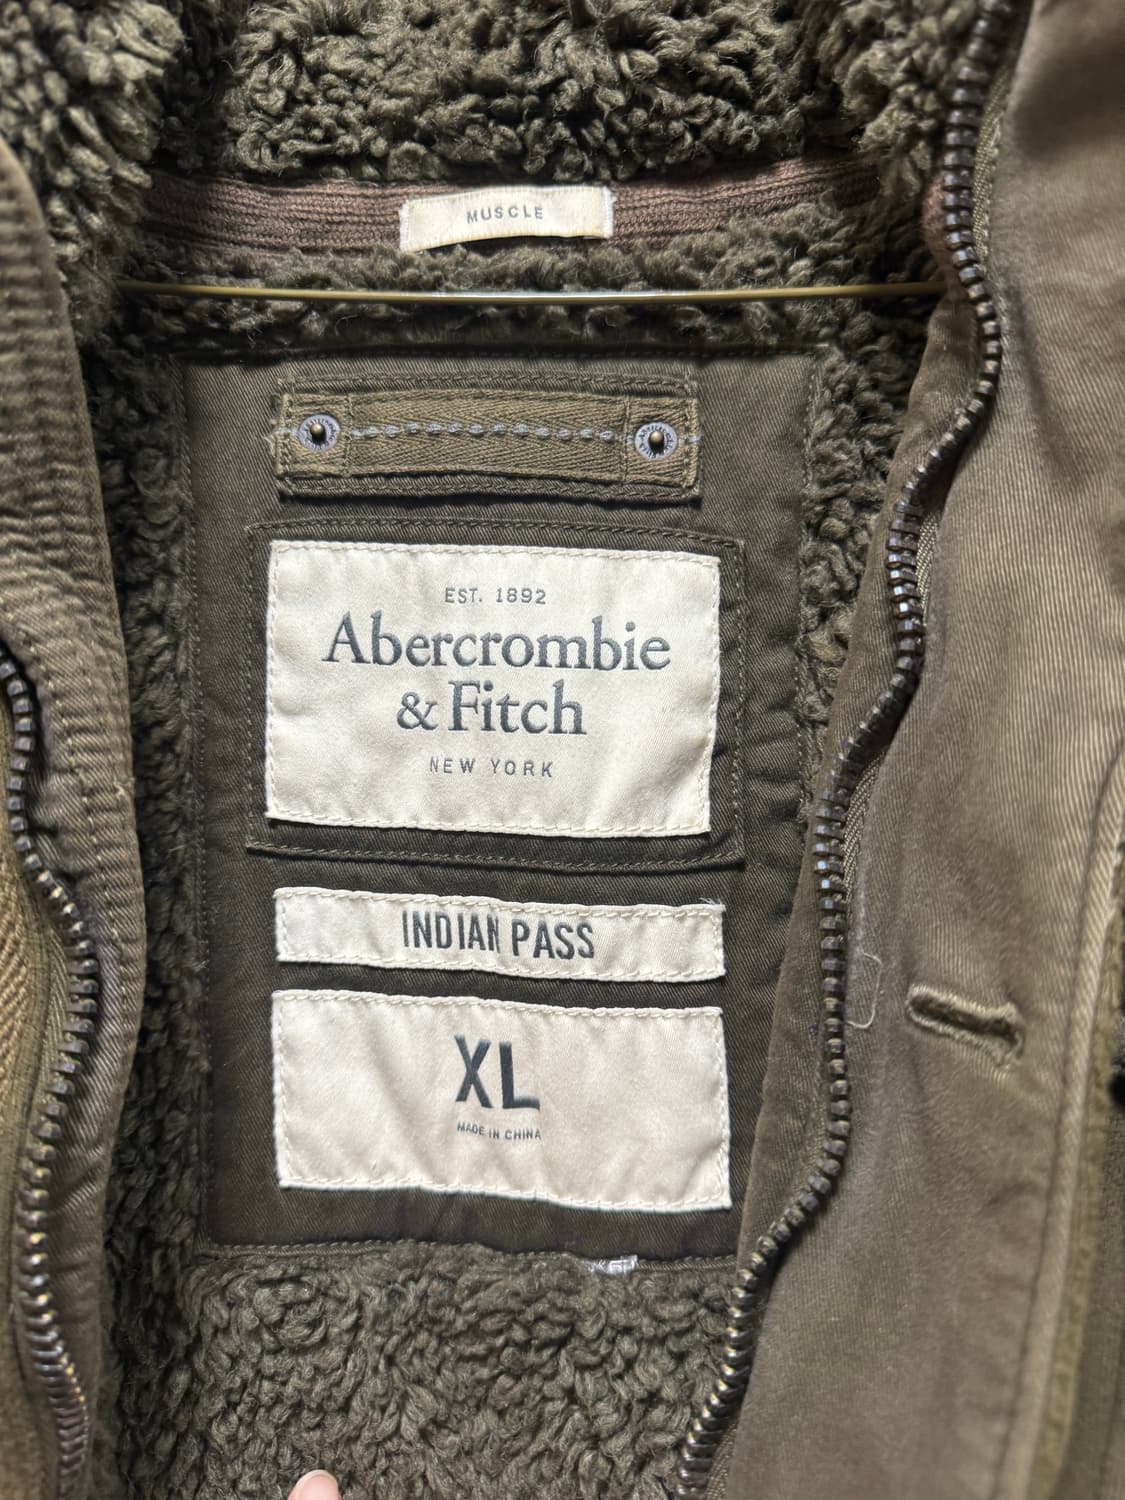 MUSCLE
EST. 1892
Abercrombie
& Fitch
NEW YORK
INDIAN PASS
XL
MADE IN CHINA